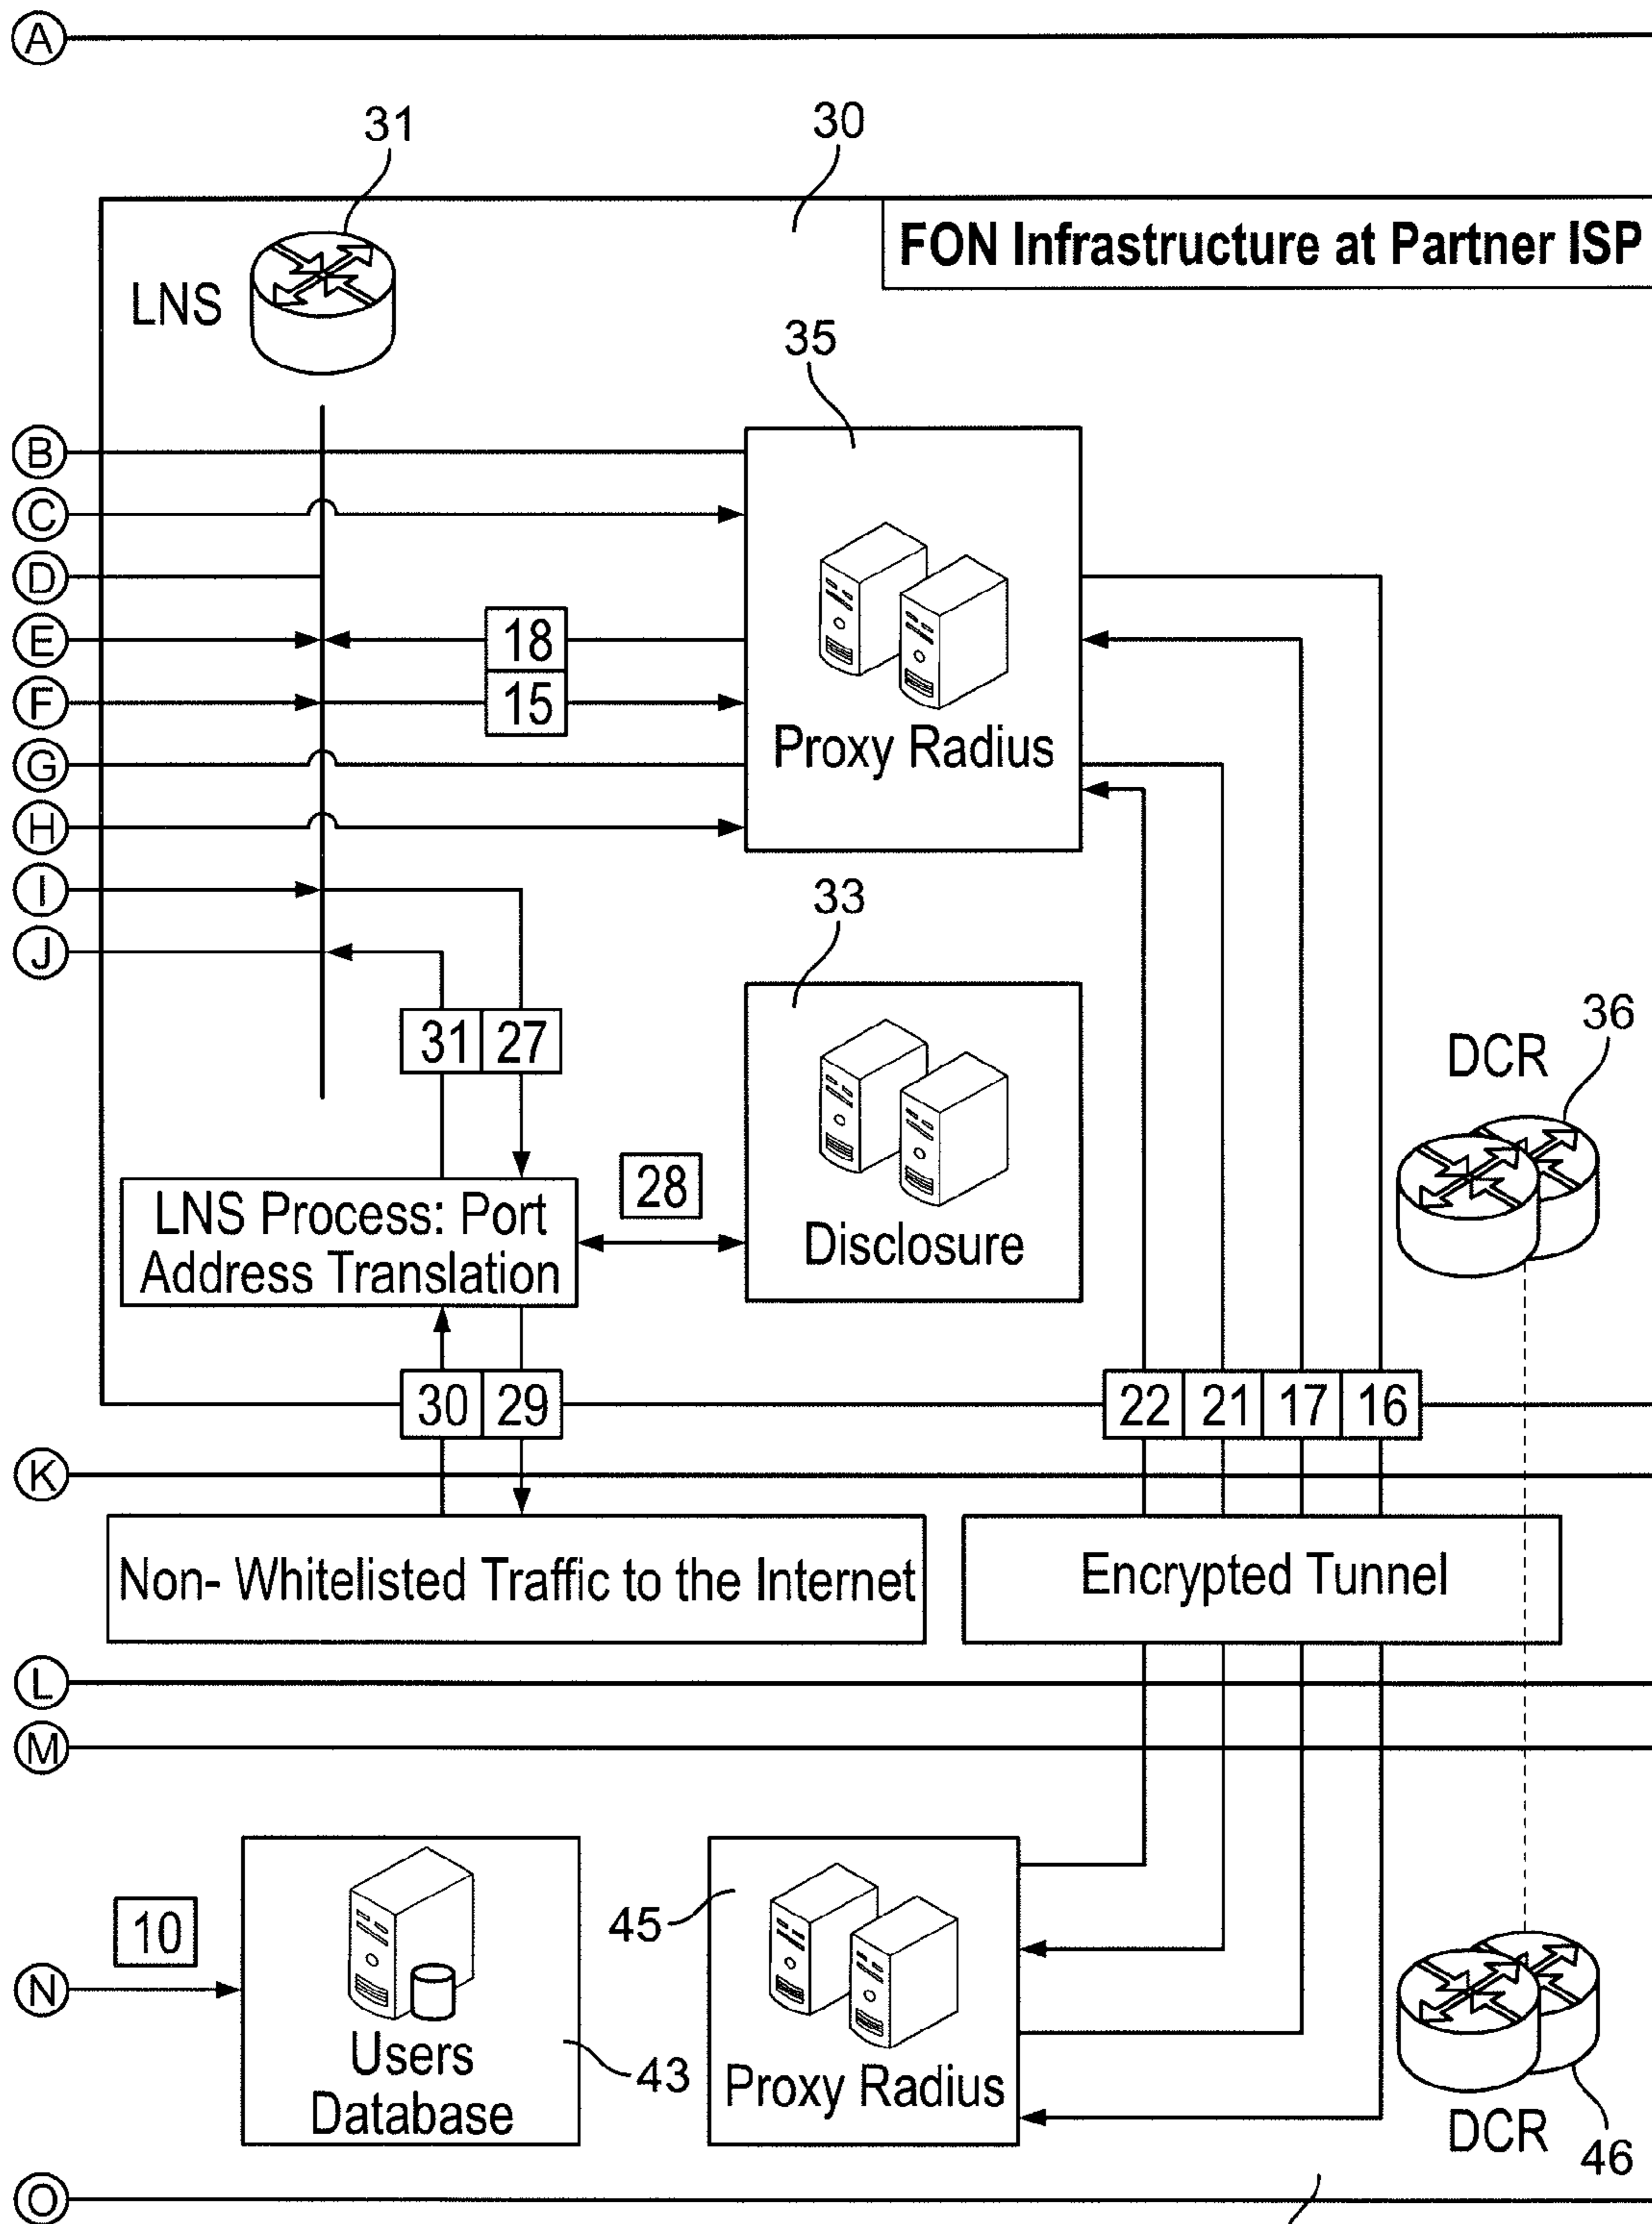 A
31
30
FON Infrastructure at Partner ISP
LNS
35
B
C
D
E
18
F
15
Proxy Radius
G
H
I
33
J
31 27
36
DCR
28
LNS Process: Port
Address Translation
Disclosure
30 29
22 21 17 16
K
Non- Whitelisted Traffic to the Internet
Encrypted Tunnel
L
M
10
45
N
Users
Database
43
Proxy Radius
DCR
46
O